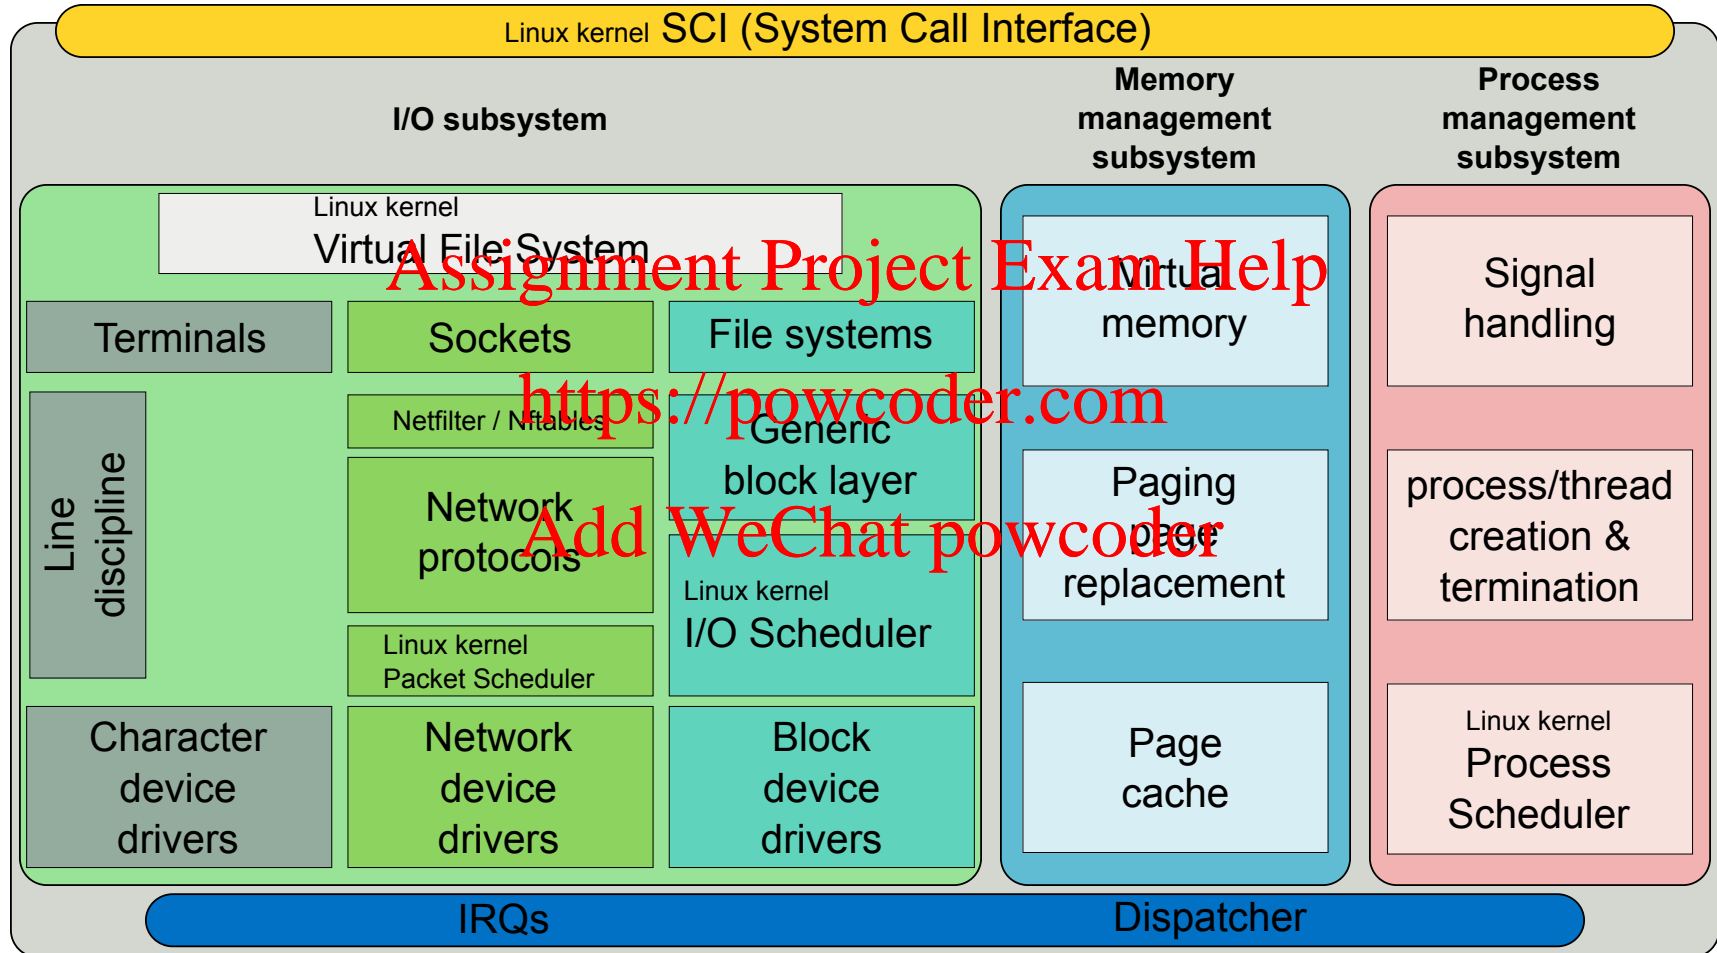 Linux kernel SCI (System Call Interface)
I/O subsystem
Memory
management
subsystem
Process
management
subsystem
Linux kernel
Virtual File System
Assignment Project Exam Help
Terminals
Sockets
File systems
Virtual
memory
Signal
handling
https://powcoder.com
Line
discipline
Netfilter / Nftables
Generic
block layer
Network
protocols
Paging
page
replacement
process/thread
creation &
termination
Add WeChat powcoder
Linux kernel
I/O Scheduler
Linux kernel
Packet Scheduler
Character
device
drivers
Network
device
drivers
Block
device
drivers
Page
cache
Linux kernel
Process
Scheduler
IRQs
Dispatcher